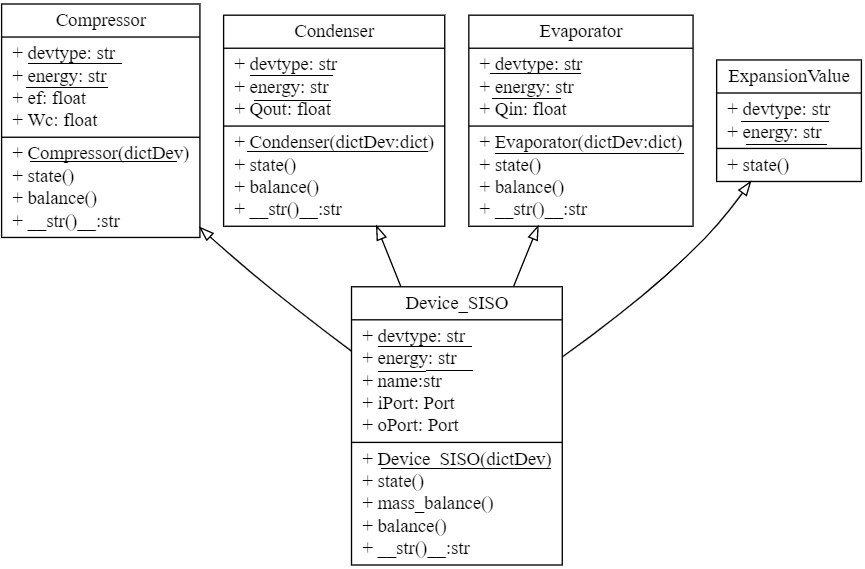 Compressor
+ devtype: str
+ energy: str
+ ef: float
+ Wc: float
+ Compressor(dictDev)
+ state()
+ balance()
+ __str()__:str
Condenser
+ devtype: str
+ energy: str
+ Qout: float
+ Condenser(dictDev:dict)
+ state()
+ balance()
+ __str()__:str
Evaporator
+ devtype: str
+ energy: str
+ Qin: float
+ Evaporator(dictDev:dict)
+ state()
+ balance()
+ __str()__:str
ExpansionValue
+ devtype: str
+ energy: str
+ state()
Device_SISO
+ devtype: str
+ energy: str
+ name:str
+ iPort: Port
+ oPort: Port
+ Device_SISO(dictDev)
+ state()
+ mass_balance()
+ balance()
+ __str()__:str